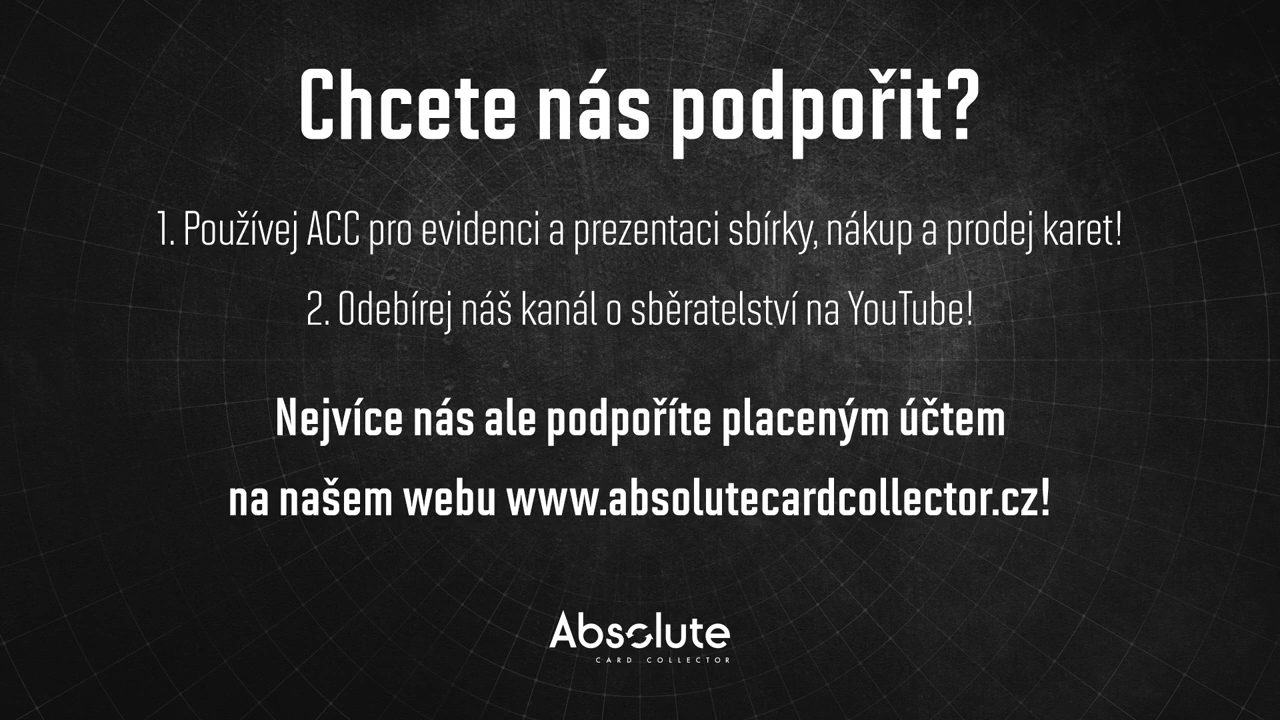 Chcete nás podpořit?
1. Používej ACC pro evidenci a prezentaci sbírky, nákup a prodej karet!
2. Odebírej náš kanál o sběratelství na YouTube!
Nejvíce nás ale podpoříte placeným účtem
na našem webu www.absolutecardcollector.cz!
Absolute
CARD COLLECTOR